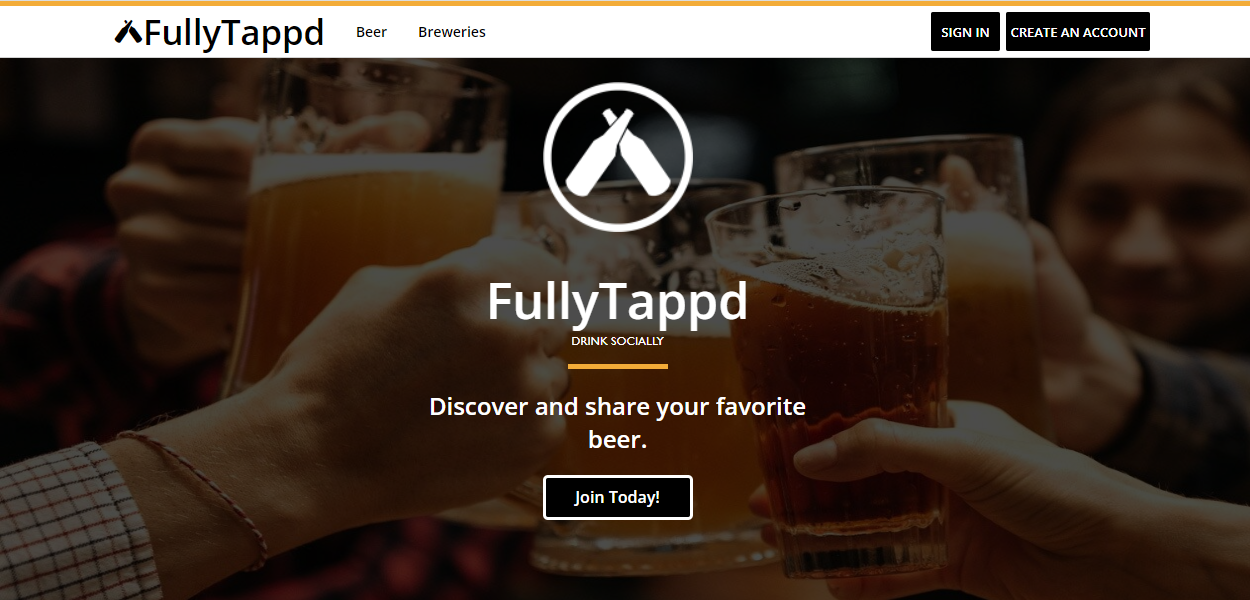 FullyTappd
Beer
Breweries
SIGN IN
CREATE AN ACCOUNT
FullyTappd
DRINK SOCIALLY
Discover and share your favorite
beer.
Join Today!